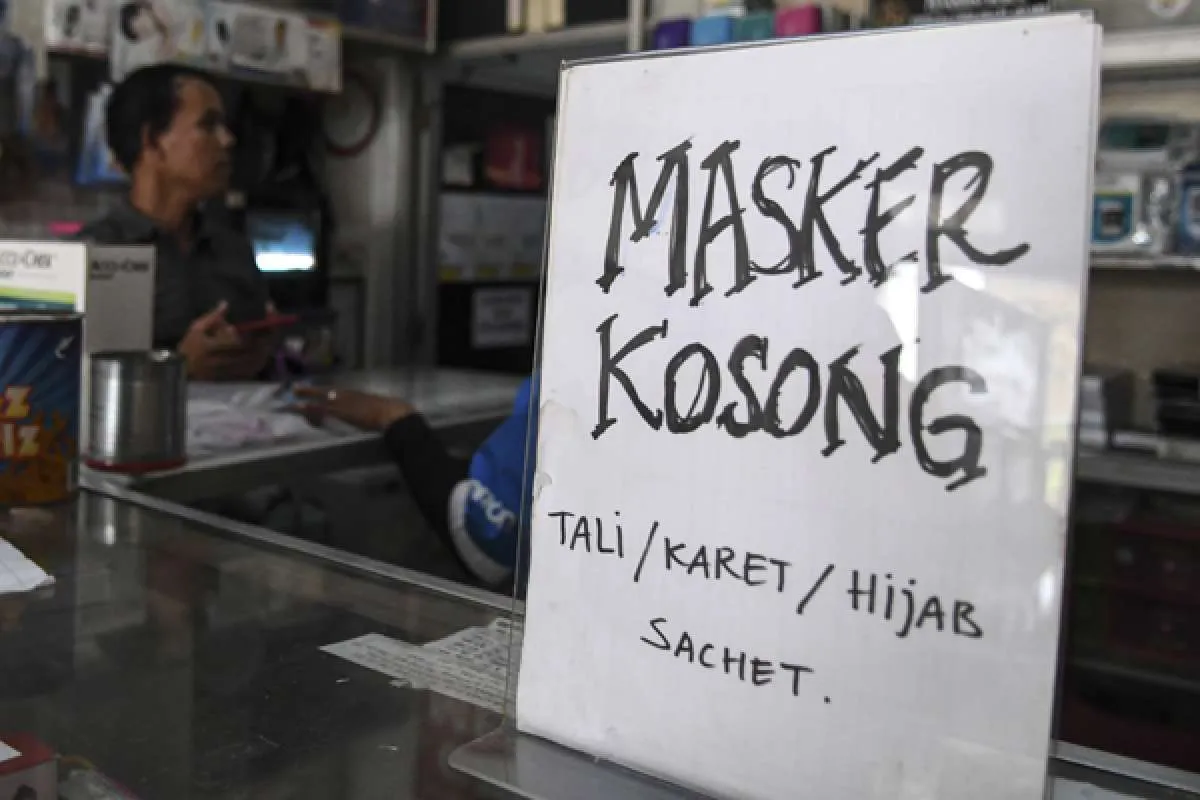 MASKER
KOSONG
TALi / KARET / HijAB
SACHET.